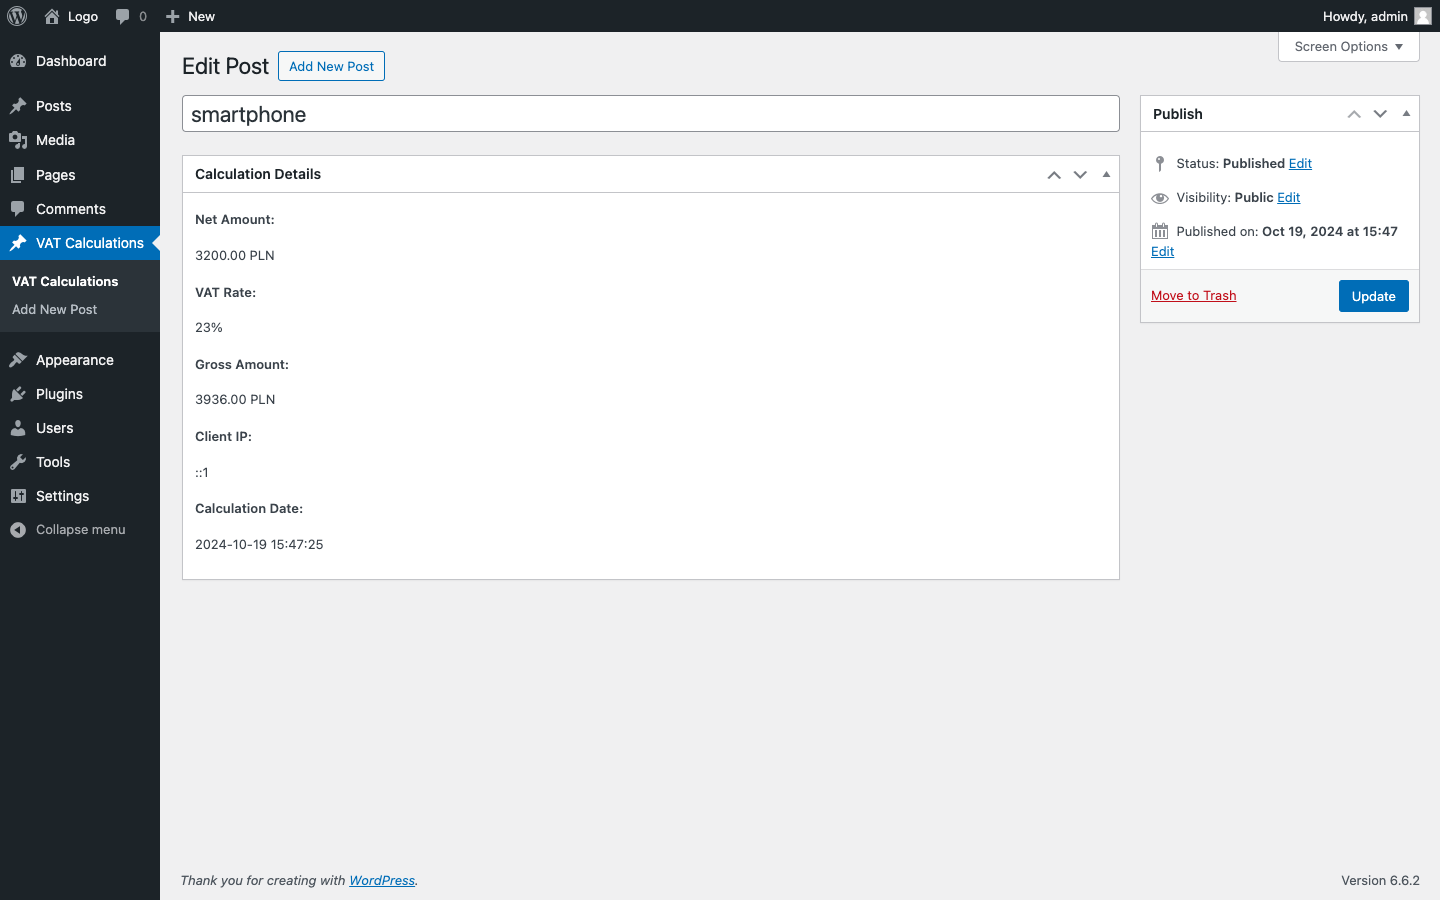 Logo
0
New
Howdy, admin
Dashboard
Posts
Media
Pages
Comments
VAT Calculations
VAT Calculations
Add New Post
Appearance
Plugins
Users
Tools
Settings
Collapse menu
Screen Options
Edit Post
Add New Post
smartphone
Calculation Details
Net Amount:
3200.00 PLN
VAT Rate:
23%
Gross Amount:
3936.00 PLN
Client IP:
::1
Calculation Date:
2024-10-19 15:47:25
Publish
Status: Published Edit
Visibility: Public Edit
Published on: Oct 19, 2024 at 15:47
Edit
Move to Trash
Update
Thank you for creating with WordPress.
Version 6.6.2